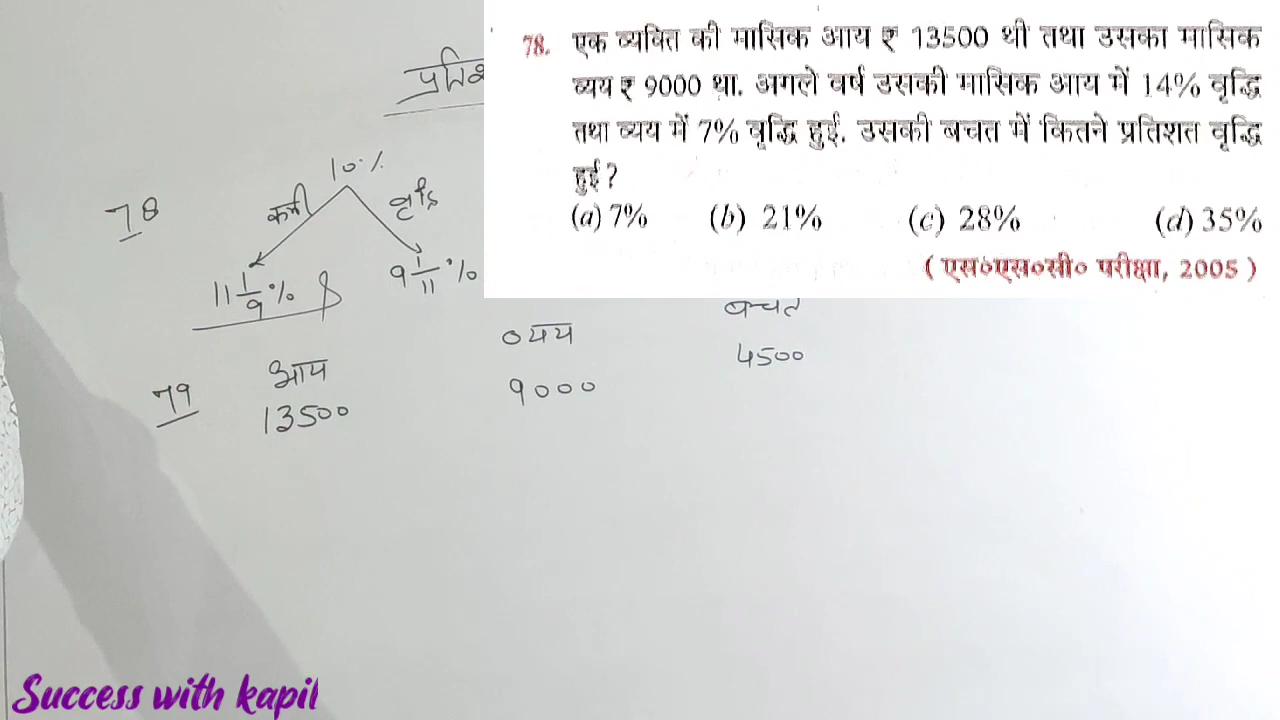 प्रतिश
78. एक व्यक्ति की मासिक आय ₹ 13500 थी तथा उसका मासिक
व्यय ₹ 9000 था. अगले वर्ष उसकी मासिक आय में 14% वृद्धि
तथा व्यय में 7% वृद्धि हुई. उसकी बचत में कितने प्रतिशत वृद्धि
हुई?
(a) 7% (b) 21% (c) 28% (d) 35%
( एस०एस०सी० परीक्षा, 2005 )
10%
78 कमी वृद्धि
11 1/9 % 9 1/11 %
आय व्यय बचत
79 13500 9000 4500
Success with kapil